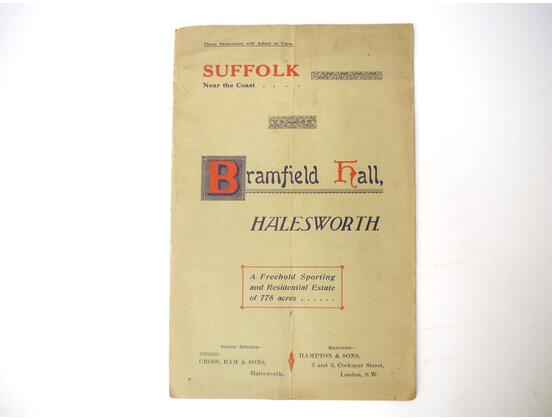 These Particulars will Admit to View.
SUFFOLK
Near the Coast . . . .
Bramfield Hall,
HALESWORTH.
A Freehold Sporting
and Residential Estate
of 778 acres . . . . . .
Vendors' Solicitors—
MESSRS.
CROSS, RAM & SONS,
Halesworth.
Auctioneers—
HAMPTON & SONS,
2 and 3, Cockspur Street,
London, S.W.